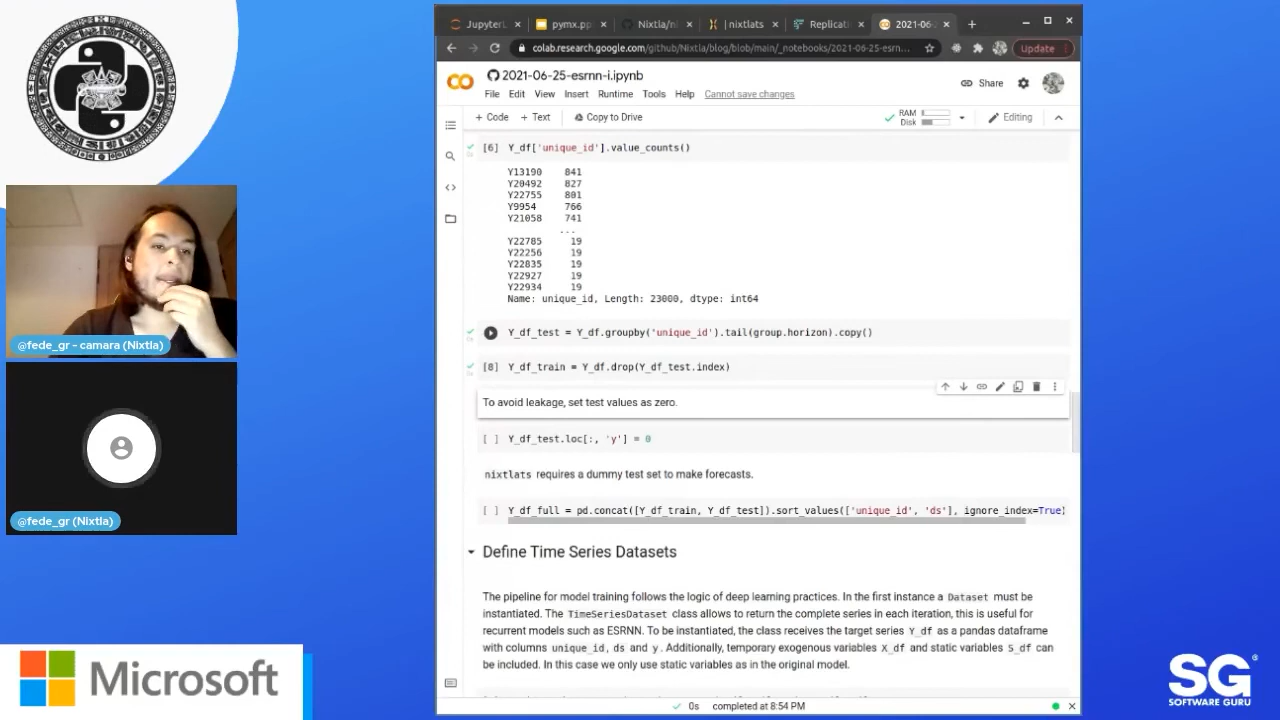 JupyterL
pymx.pp
Nixtla/ni
| nixtlats
Replicati
2021-06-
colab.research.google.com/github/Nixtla/blog/blob/main/_notebooks/2021-06-25-esrn...
Update
2021-06-25-esrnn-i.ipynb
Share
File Edit View Insert Runtime Tools Help Cannot save changes
+ Code + Text Copy to Drive
RAM
Disk
Editing
[6] Y_df['unique_id'].value_counts()
Y13190 841
Y20492 827
Y22755 801
Y9954 766
Y21058 741
...
Y22785 19
Y22256 19
Y22835 19
Y22927 19
Y22934 19
Name: unique_id, Length: 23000, dtype: int64
Y_df_test = Y_df.groupby('unique_id').tail(group.horizon).copy()
[8] Y_df_train = Y_df.drop(Y_df_test.index)
To avoid leakage, set test values as zero.
[ ] Y_df_test.loc[:, 'y'] = 0
nixtlats requires a dummy test set to make forecasts.
[ ] Y_df_full = pd.concat([Y_df_train, Y_df_test]).sort_values(['unique_id', 'ds'], ignore_index=True)
Define Time Series Datasets
The pipeline for model training follows the logic of deep learning practices. In the first instance a Dataset must be
instantiated. The TimeSeriesDataset class allows to return the complete series in each iteration, this is useful for
recurrent models such as ESRNN. To be instantiated, the class receives the target series Y_df as a pandas dataframe
with columns unique_id, ds and y. Additionally, temporary exogenous variables X_df and static variables S_df can
be included. In this case we only use static variables as in the original model.
0s completed at 8:54 PM
@fede_gr - camara (Nixtla)
@fede_gr (Nixtla)
Microsoft
SG
SOFTWARE GURU